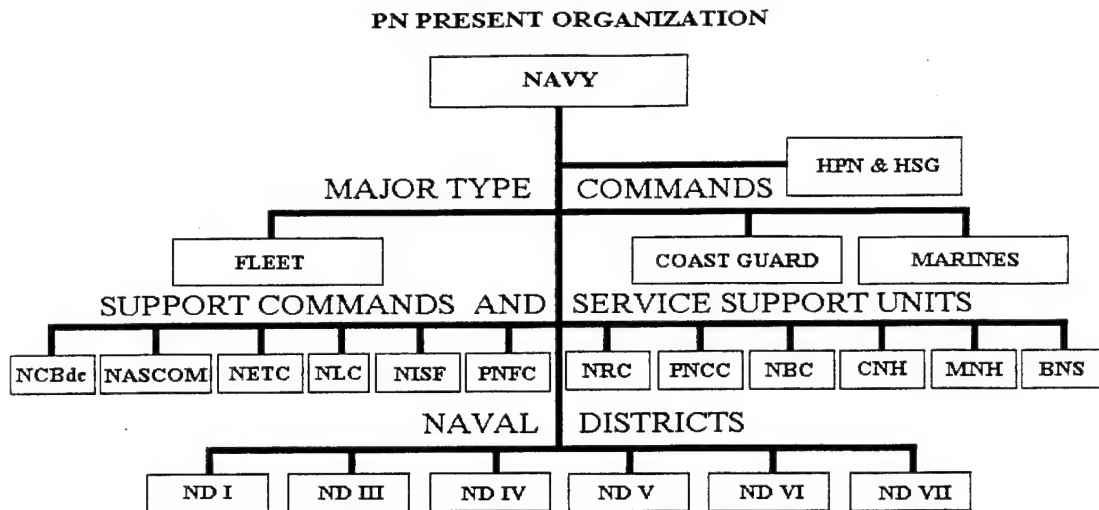 PN PRESENT ORGANIZATION
NAVY
HPN & HSG
MAJOR TYPE COMMANDS
FLEET COAST GUARD MARINES
SUPPORT COMMANDS AND SERVICE SUPPORT UNITS
NCBde NASCOM NETC NLC NISF PNFC NRC PNCC NBC CNH MNH BNS
NAVAL DISTRICTS
ND I ND III ND IV ND V ND VI ND VII